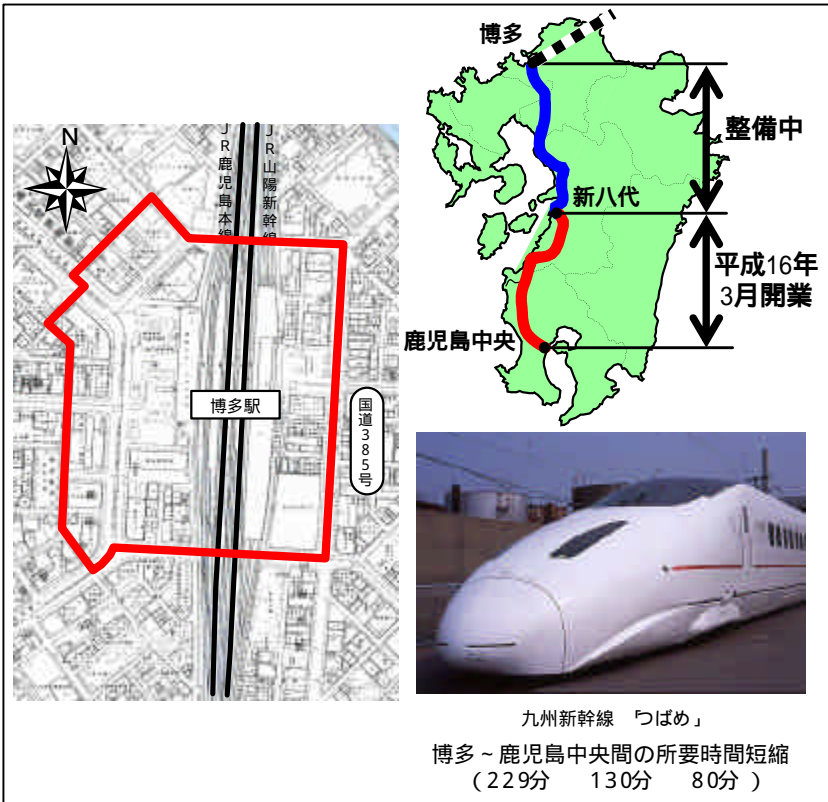 博多
整備中
新八代
平成16年
3月開業
鹿児島中央
N
JR鹿児島本線
JR山陽新幹線
博多駅
国道385号
九州新幹線 「つばめ」
博多~鹿児島中央間の所要時間短縮
(229分 130分 80分)